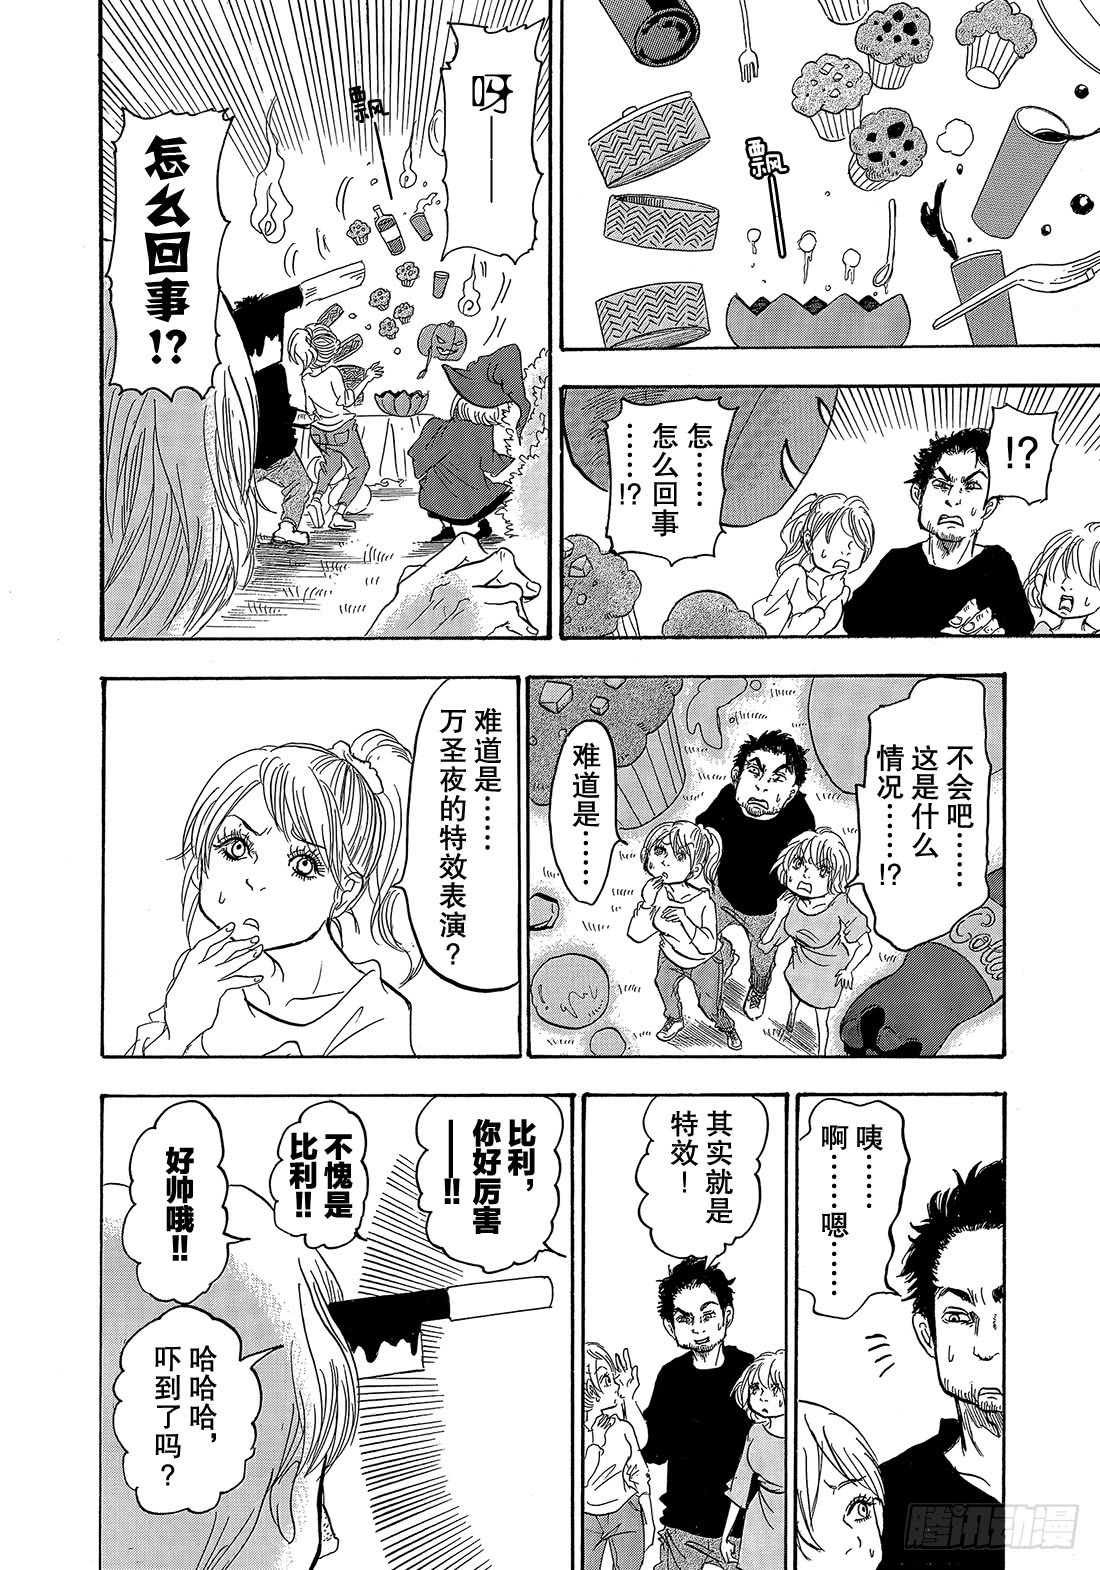 飘
!?
怎……
怎么回事
……!?
呀——
飘
怎么回事!?
不会吧……
这是什么
情况……!?
难道是……
Cola
难道是……
万圣夜的特效表演？
咦……
啊……嗯……
其实就是
特效！
比利，
你好厉害
——!!
不愧是
比利!!
好帅哦!!
哈哈哈，
吓到了吗？
腾讯动漫